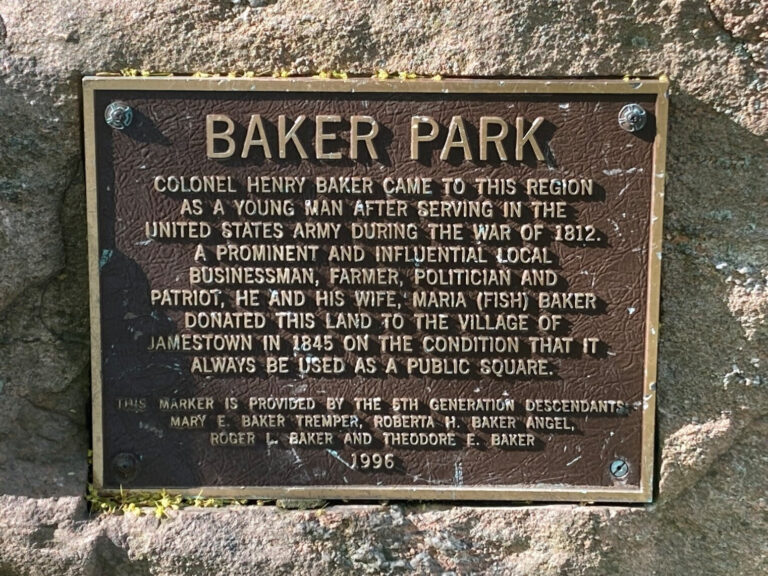 BAKER PARK
COLONEL HENRY BAKER CAME TO THIS REGION
AS A YOUNG MAN AFTER SERVING IN THE
UNITED STATES ARMY DURING THE WAR OF 1812.
A PROMINENT AND INFLUENTIAL LOCAL
BUSINESSMAN, FARMER, POLITICIAN AND
PATRIOT, HE AND HIS WIFE, MARIA (FISH) BAKER
DONATED THIS LAND TO THE VILLAGE OF
JAMESTOWN IN 1845 ON THE CONDITION THAT IT
ALWAYS BE USED AS A PUBLIC SQUARE.
THIS MARKER IS PROVIDED BY THE 5TH GENERATION DESCENDANTS:
MARY E. BAKER TREMPER, ROBERTA H. BAKER ANGEL,
ROGER L. BAKER AND THEODORE E. BAKER
1996